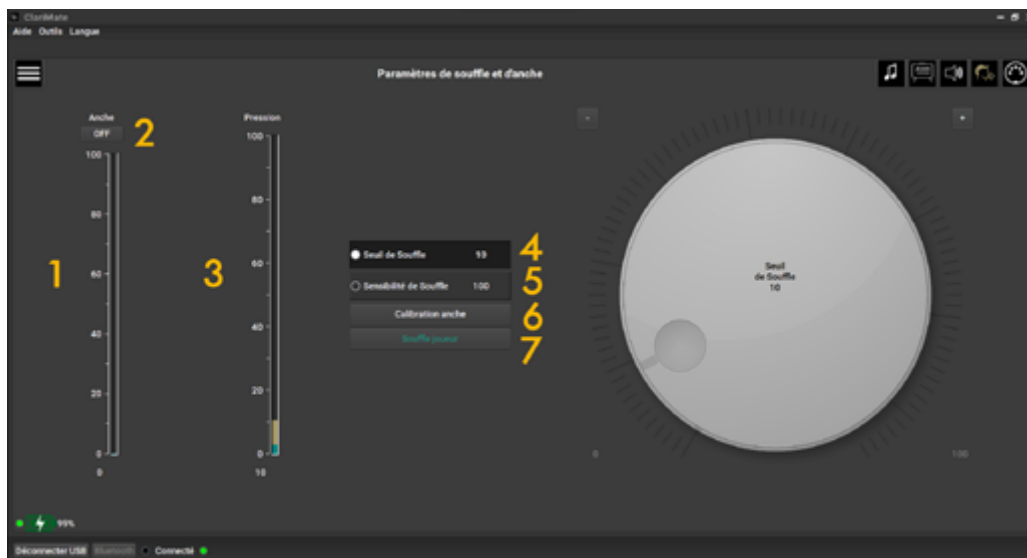 ClariMate
Aide Outils Langue
Paramètres de souffle et d'anche
Anche
OFF
2
100
80
1
60
40
20
0
0
Pression
100
80
3
60
40
20
0
10
Seuil de Souffle 10
4
Sensibilité de Souffle 100
5
Calibration anche
6
Souffle joueur
7
-
+
Seuil
de Souffle
10
0
100
99%
Déconnecter USB Bluetooth Connecté